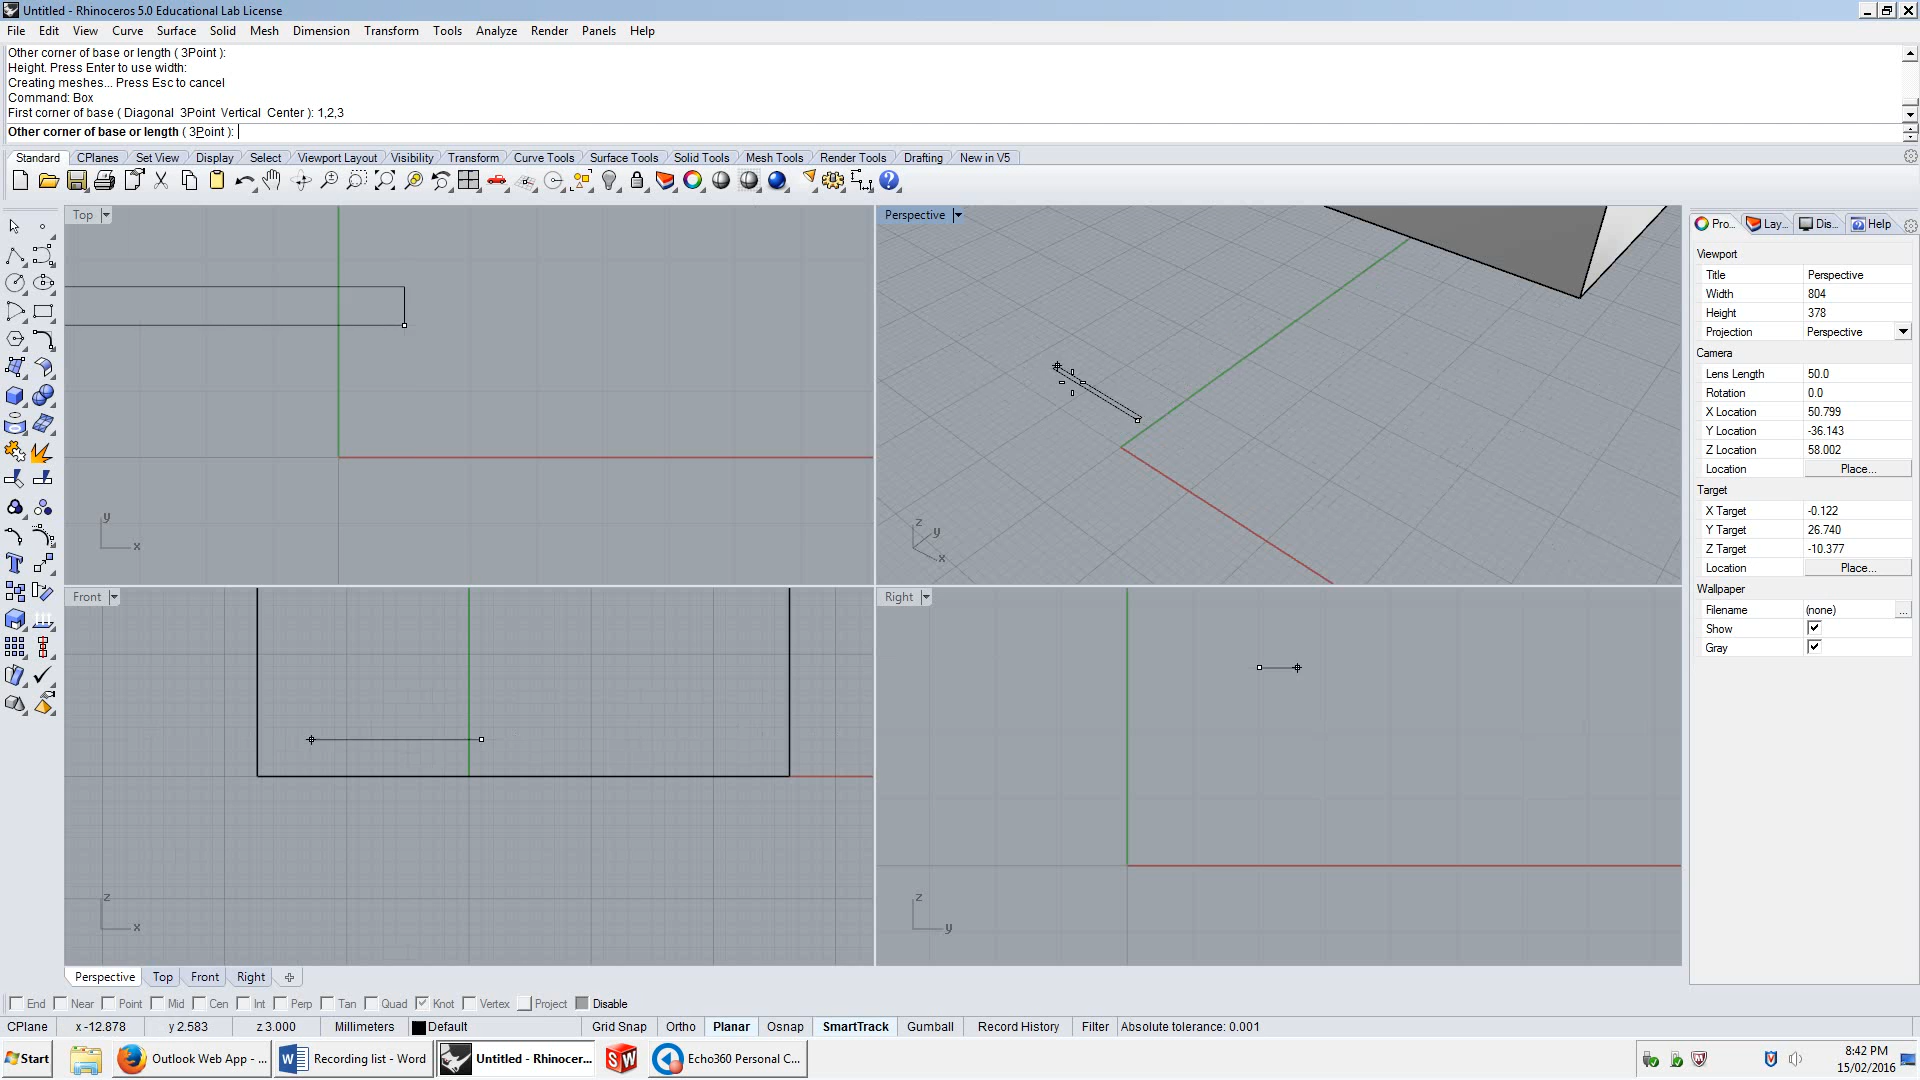 Untitled - Rhinoceros 5.0 Educational Lab License
File Edit View Curve Surface Solid Mesh Dimension Transform Tools Analyze Render Panels Help
Other corner of base or length ( 3Point ):
Height. Press Enter to use width:
Creating meshes... Press Esc to cancel
Command: Box
First corner of base ( Diagonal 3Point Vertical Center ): 1,2,3
Other corner of base or length ( 3Point ):
Standard CPlanes Set View Display Select Viewport Layout Visibility Transform Curve Tools Surface Tools Solid Tools Mesh Tools Render Tools Drafting New in V5
Top
Perspective
Pro... Lay... Dis... Help
Viewport
Title Perspective
Width 804
Height 378
Projection Perspective
Camera
Lens Length 50.0
Rotation 0.0
X Location 50.799
Y Location -36.143
Z Location 58.002
Location Place...
Target
X Target -0.122
Y Target 26.740
Z Target -10.377
Location Place...
Wallpaper
Filename (none) ...
Show
Gray
y
x
z
y
x
Front
Right
z
x
z
y
Perspective Top Front Right
End Near Point Mid Cen Int Perp Tan Quad Knot Vertex Project Disable
CPlane x -12.878 y 2.583 z 3.000 Millimeters Default Grid Snap Ortho Planar Osnap SmartTrack Gumball Record History Filter Absolute tolerance: 0.001
Start Outlook Web App - ... Recording list - Word Untitled - Rhinocer... SW Echo360 Personal C...
8:42 PM
15/02/2016